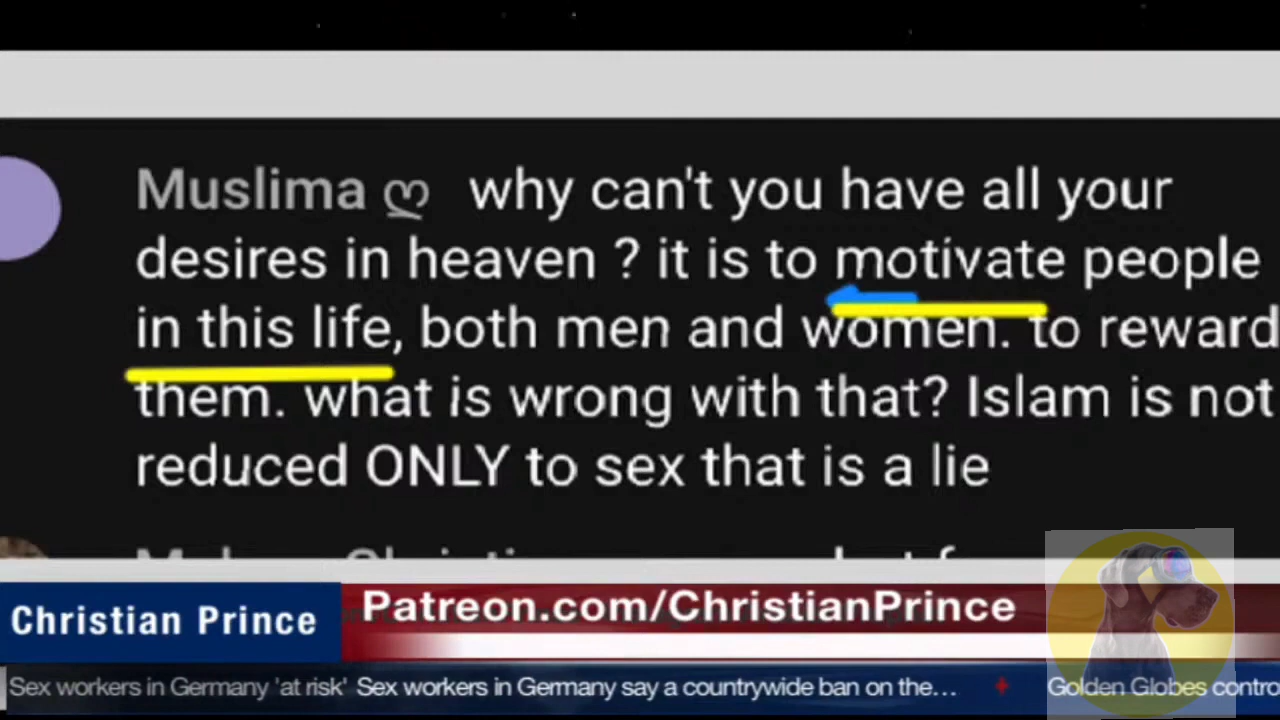 Muslima ღ why can't you have all your
desires in heaven ? it is to motivate people
in this life, both men and women. to reward
them. what is wrong with that? Islam is not
reduced ONLY to sex that is a lie
Christian Prince
Patreon.com/ChristianPrince
Sex workers in Germany 'at risk' Sex workers in Germany say a countrywide ban on the...
Golden Globes